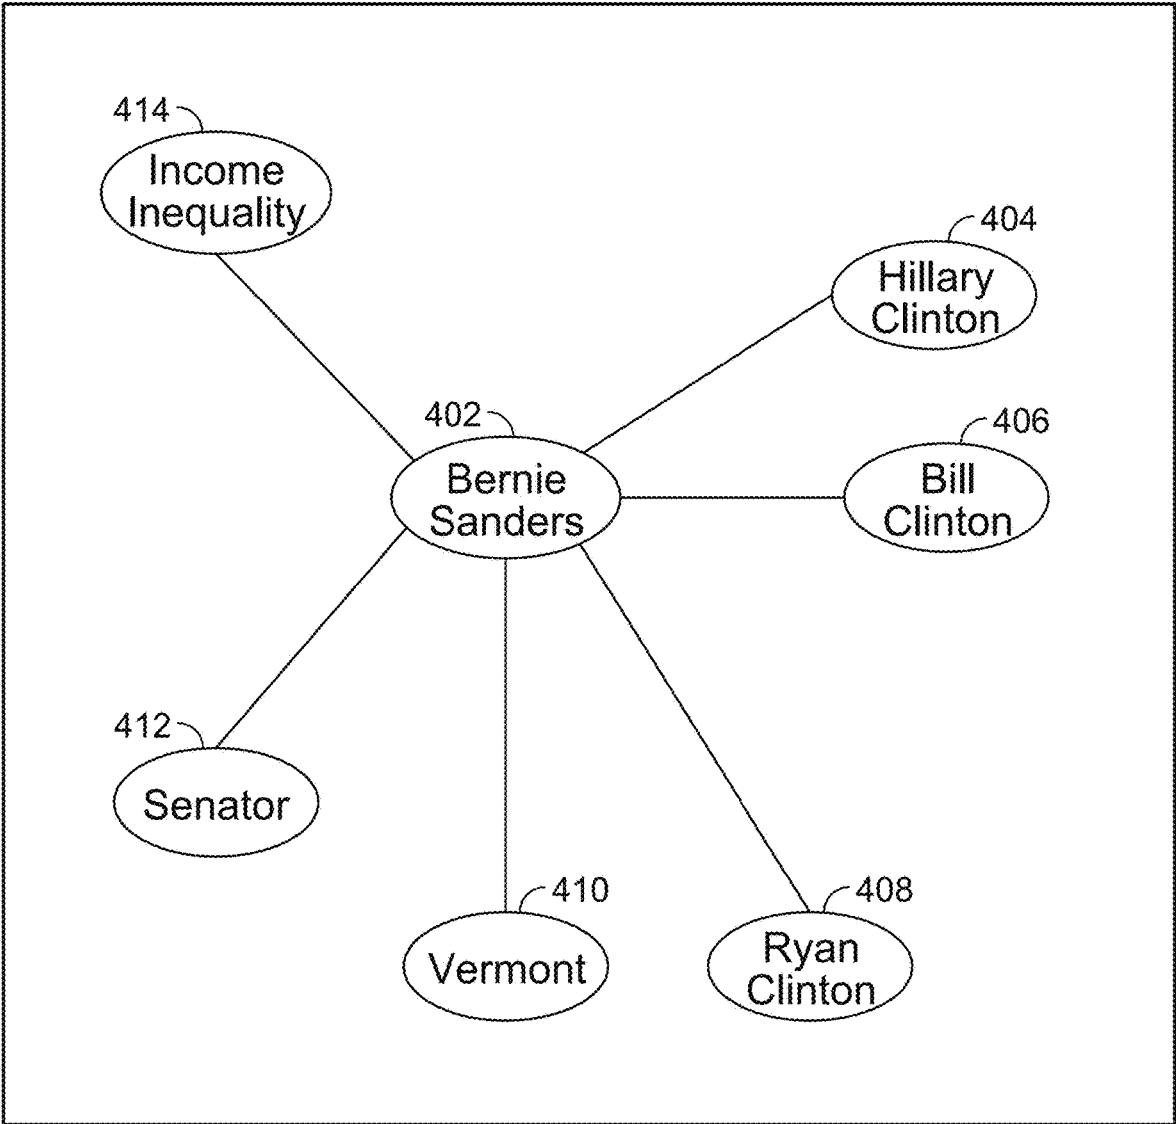 414
Income
Inequality
404
Hillary
Clinton
402
Bernie
Sanders
406
Bill
Clinton
412
Senator
410
Vermont
408
Ryan
Clinton